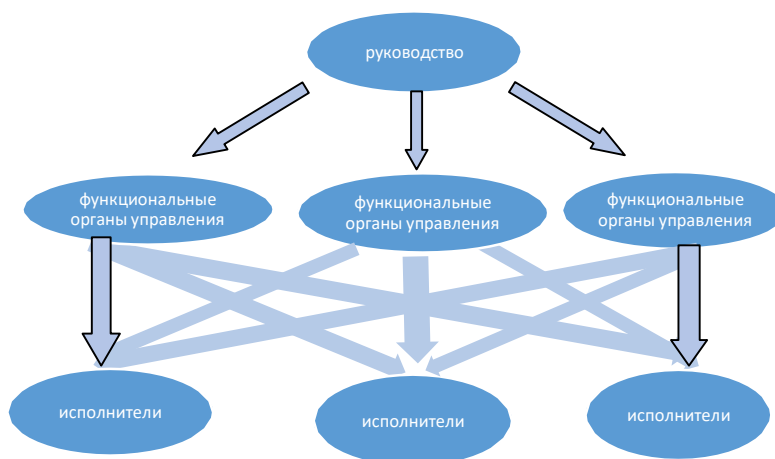 руководство
функциональные
органы управления
функциональные
органы управления
функциональные
органы управления
исполнители
исполнители
исполнители